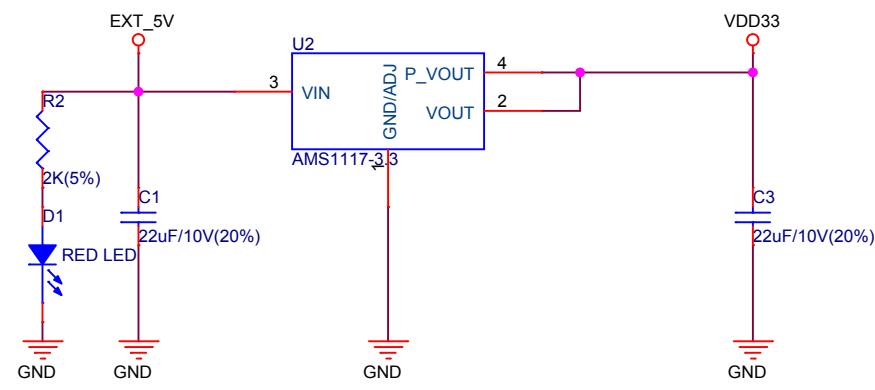 EXT_5V
VDD33
U2
3
VIN
GND/ADJ
P_VOUT
4
VOUT
2
AMS1117-3.3
1
R2
2K(5%)
D1
RED LED
C1
22uF/10V(20%)
C3
22uF/10V(20%)
GND
GND
GND
GND